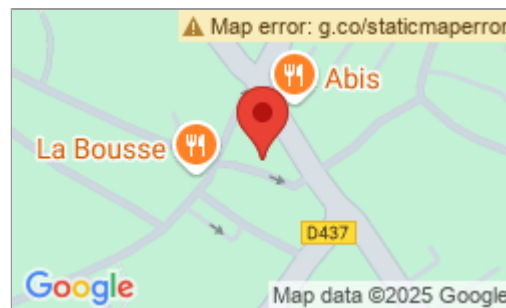 ⚠ Map error: g.co/staticmaperror
Abis
La Bousse
D437
Google
Map data ©2025 Google